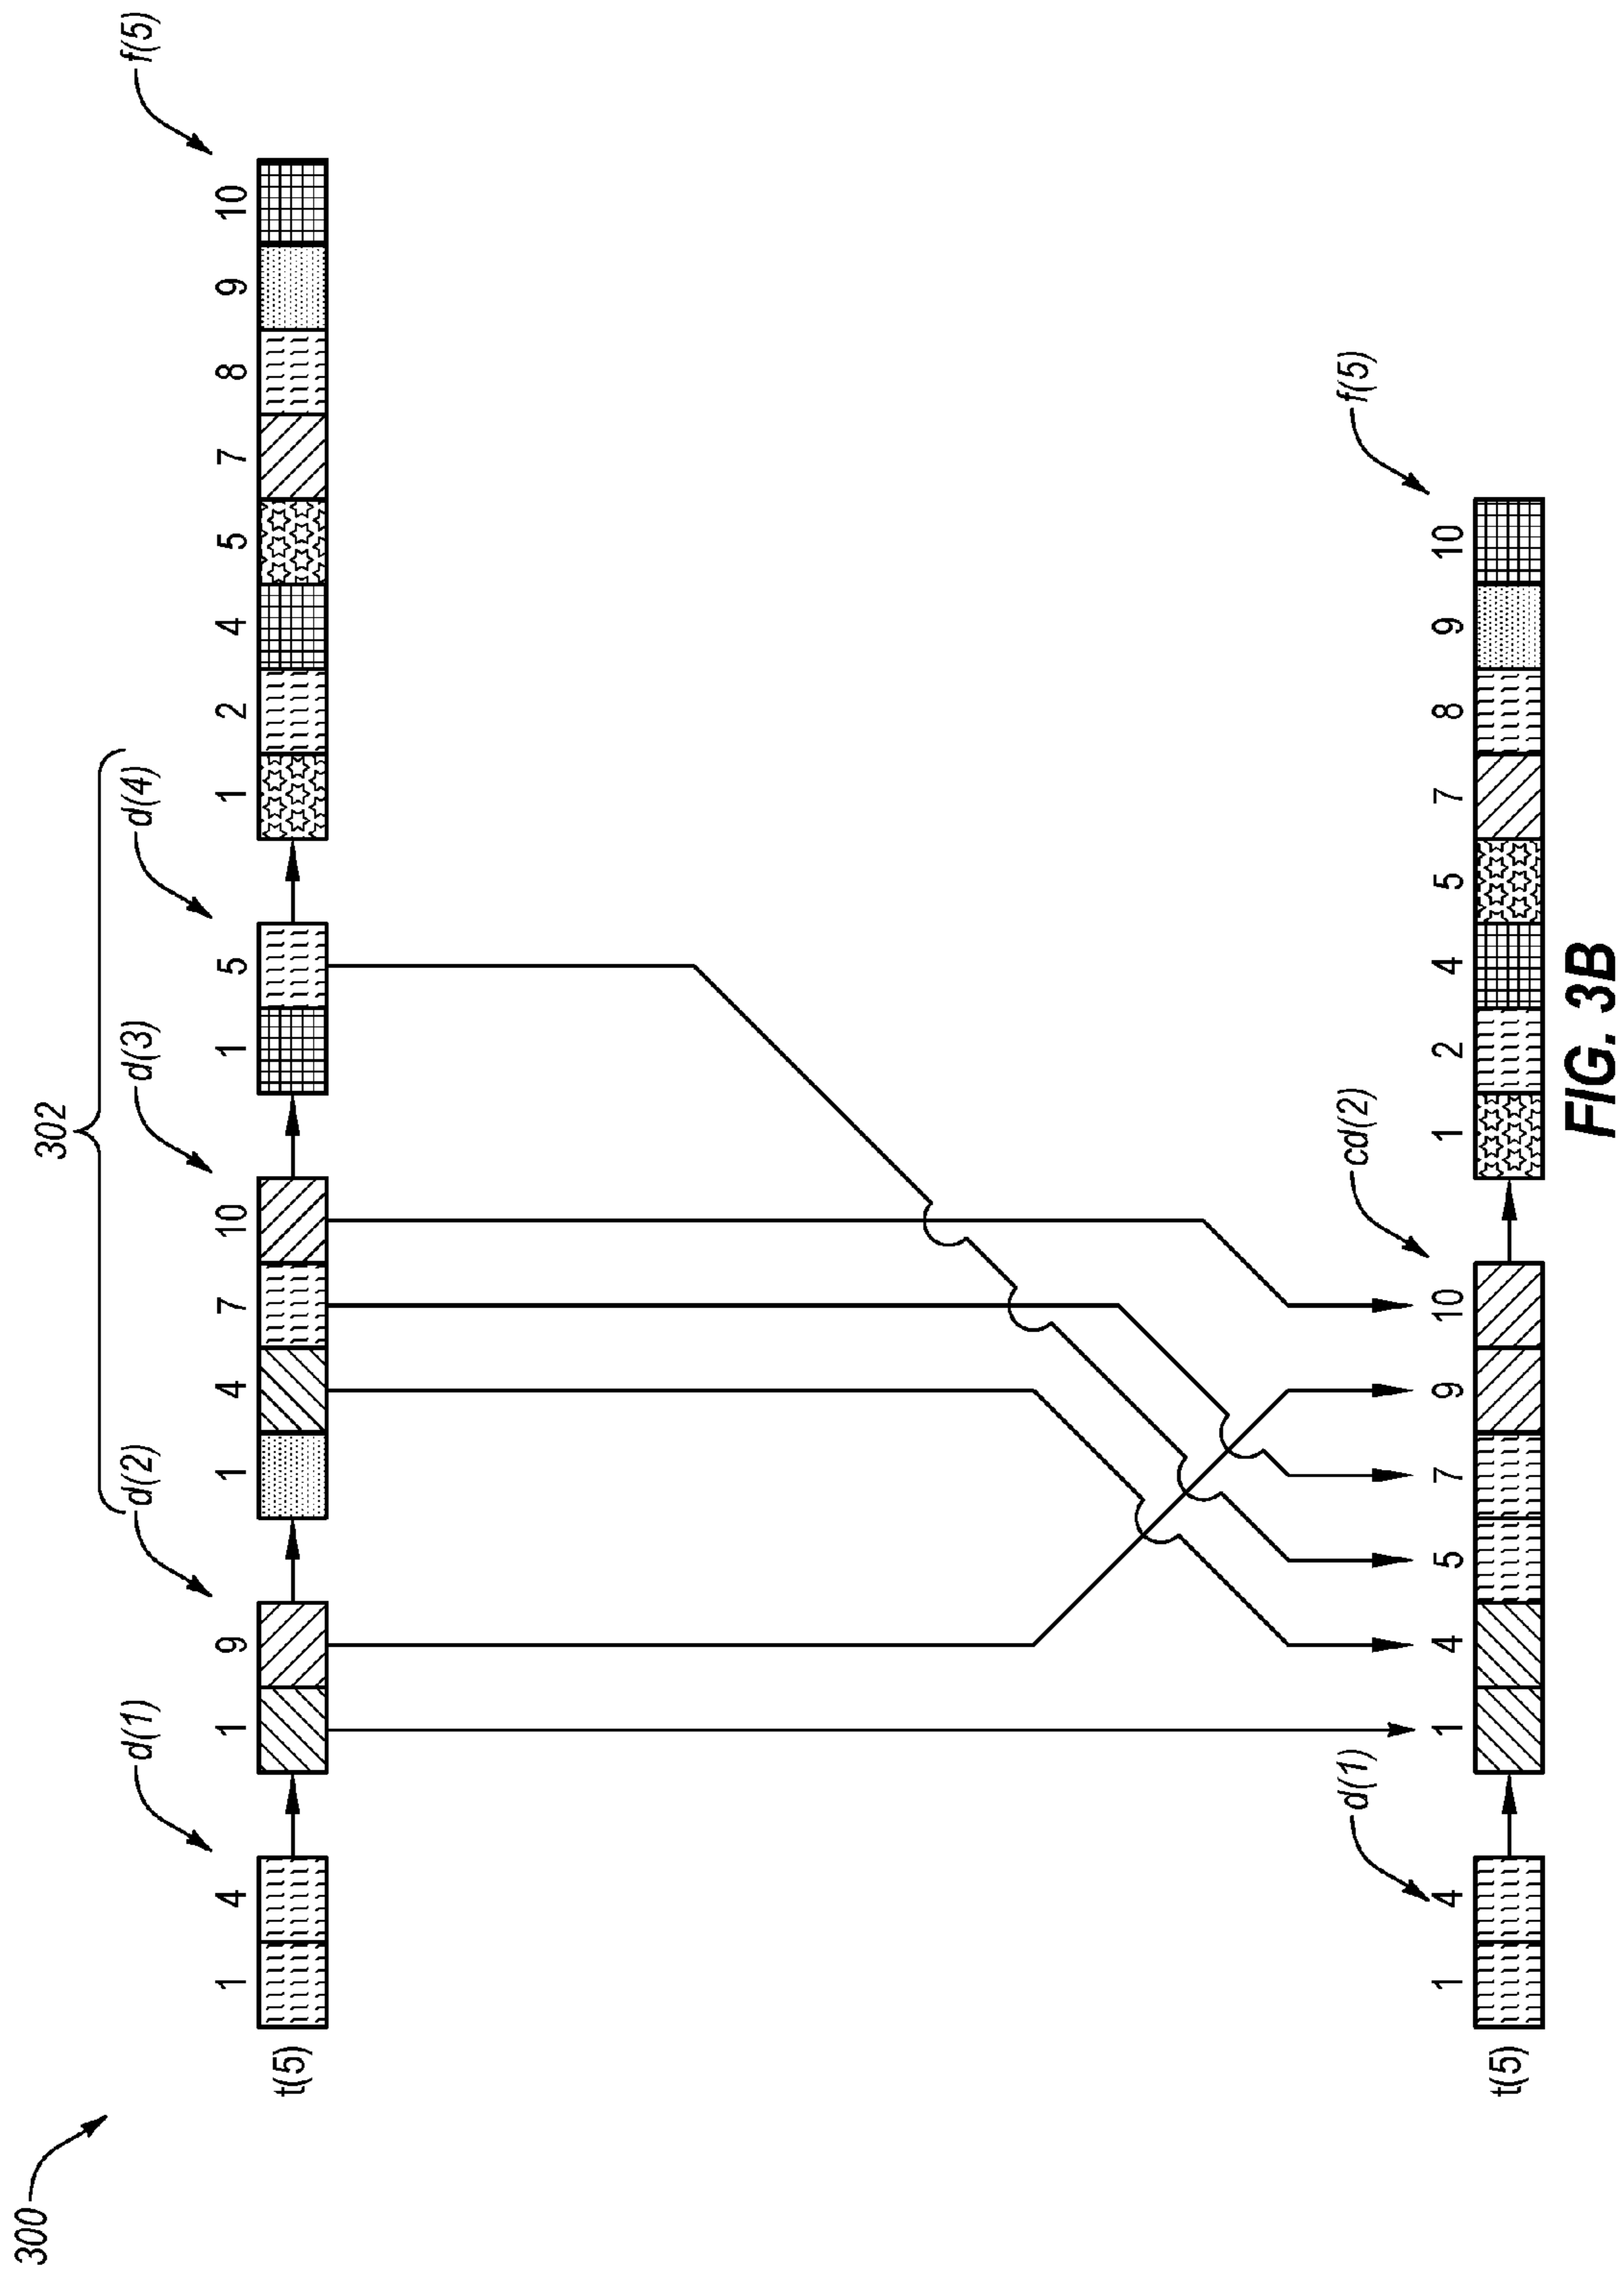 300
302
d(1) d(2) d(3) d(4) f(5)
1 4 1 9 1 4 7 10 1 5 1 2 4 5 7 8 9 10
t(5)
d(1) cd(2) f(5)
1 4 1 4 5 7 9 10 1 2 4 5 7 8 9 10
t(5)
FIG. 3B